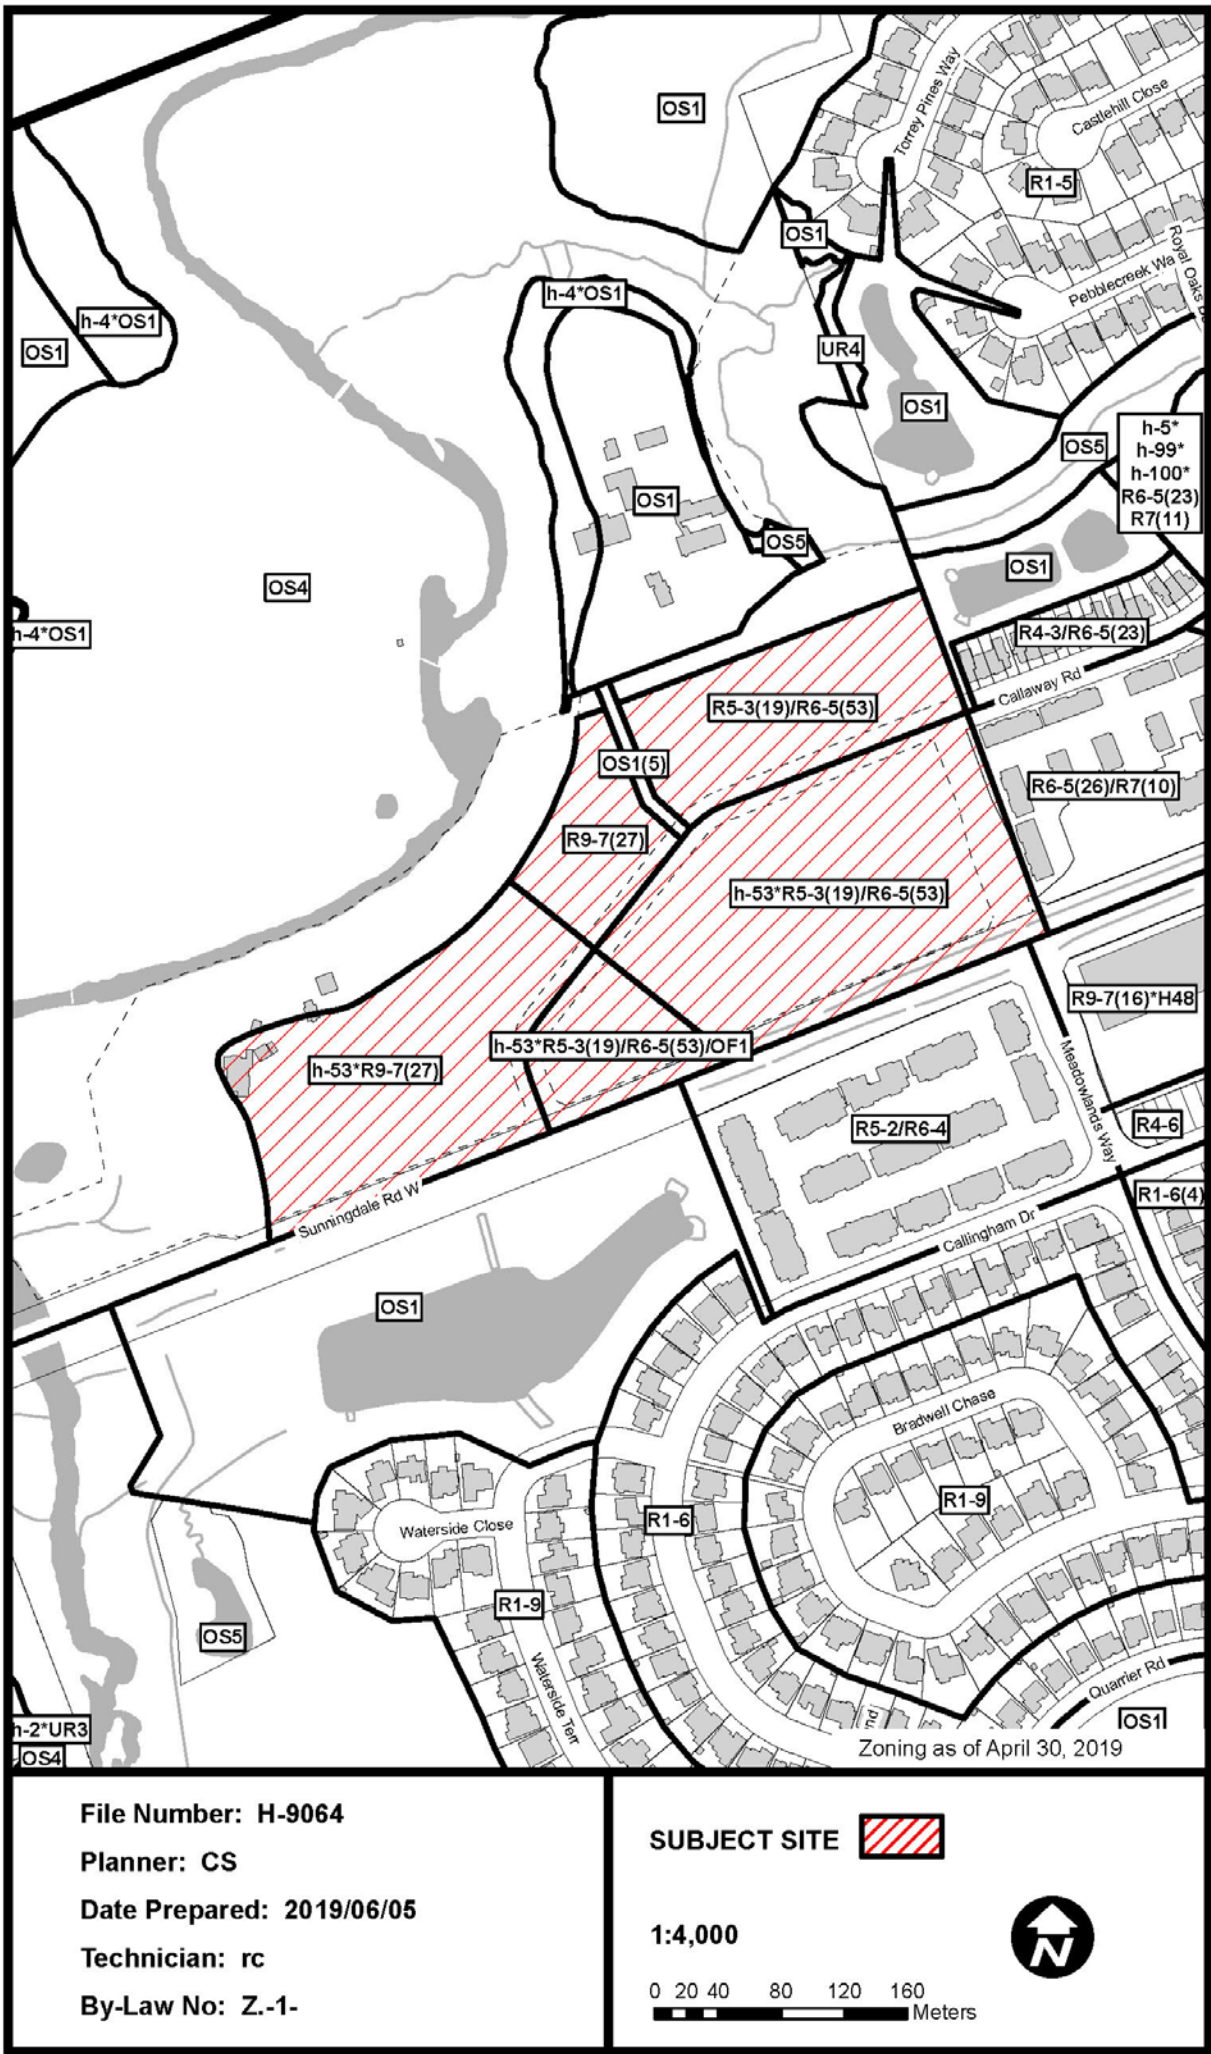 OS1
Torrey Pines Way
Castlehill Close
R1-5
OS1
Royal Oaks
Pebblecreek Wa
h-4*OS1
h-4*OS1
OS1
UR4
OS1
h-5*
h-99*
h-100*
R6-5(23)
R7(11)
OS5
OS1
OS5
OS1
OS4
h-4*OS1
R4-3/R6-5(23)
Callaway Rd
R5-3(19)/R6-5(53)
OS1(5)
R6-5(26)/R7(10)
R9-7(27)
h-53*R5-3(19)/R6-5(53)
R9-7(16)*H48
h-53*R5-3(19)/R6-5(53)/OF1
h-53*R9-7(27)
Meadowlands Way
R5-2/R6-4
R4-6
R1-6(4)
Sunningdale Rd W
Callingham Dr
OS1
Bradwell Chase
R1-9
Waterside Close
R1-6
R1-9
OS5
Waterside Terr
Quarrier Rd
nd
OS1
h-2*UR3
OS4
Zoning as of April 30, 2019
File Number: H-9064
Planner: CS
Date Prepared: 2019/06/05
Technician: rc
By-Law No: Z.-1-
SUBJECT SITE
1:4,000
0 20 40 80 120 160
Meters
N